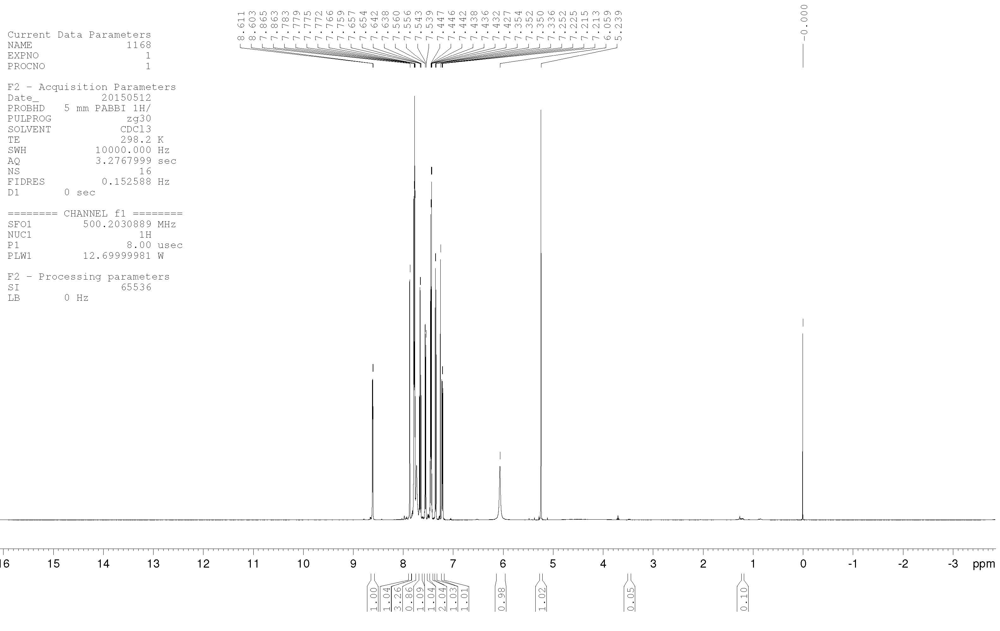 8.611
8.603
7.865
7.863
7.783
7.779
7.775
7.772
7.766
7.759
7.657
7.654
7.642
7.638
7.560
7.556
7.543
7.539
7.447
7.446
7.442
7.438
7.436
7.432
7.427
7.354
7.352
7.350
7.336
7.252
7.225
7.215
7.213
6.059
5.239
-0.000
Current Data Parameters
NAME 1168
EXPNO 1
PROCNO 1
F2 - Acquisition Parameters
Date_ 20150512
PROBHD 5 mm PABBI 1H/
PULPROG zg30
SOLVENT CDCl3
TE 298.2 K
SWH 10000.000 Hz
AQ 3.2767999 sec
NS 16
FIDRES 0.152588 Hz
D1 0 sec
======== CHANNEL f1 ========
SFO1 500.2030889 MHz
NUC1 1H
P1 8.00 usec
PLW1 12.69999981 W
F2 - Processing parameters
SI 65536
LB 0 Hz
16 15 14 13 12 11 10 9 8 7 6 5 4 3 2 1 0 -1 -2 -3 ppm
1.00
1.04
3.26
0.86
1.09
1.04
2.04
1.03
1.01
0.98
1.02
0.05
0.10